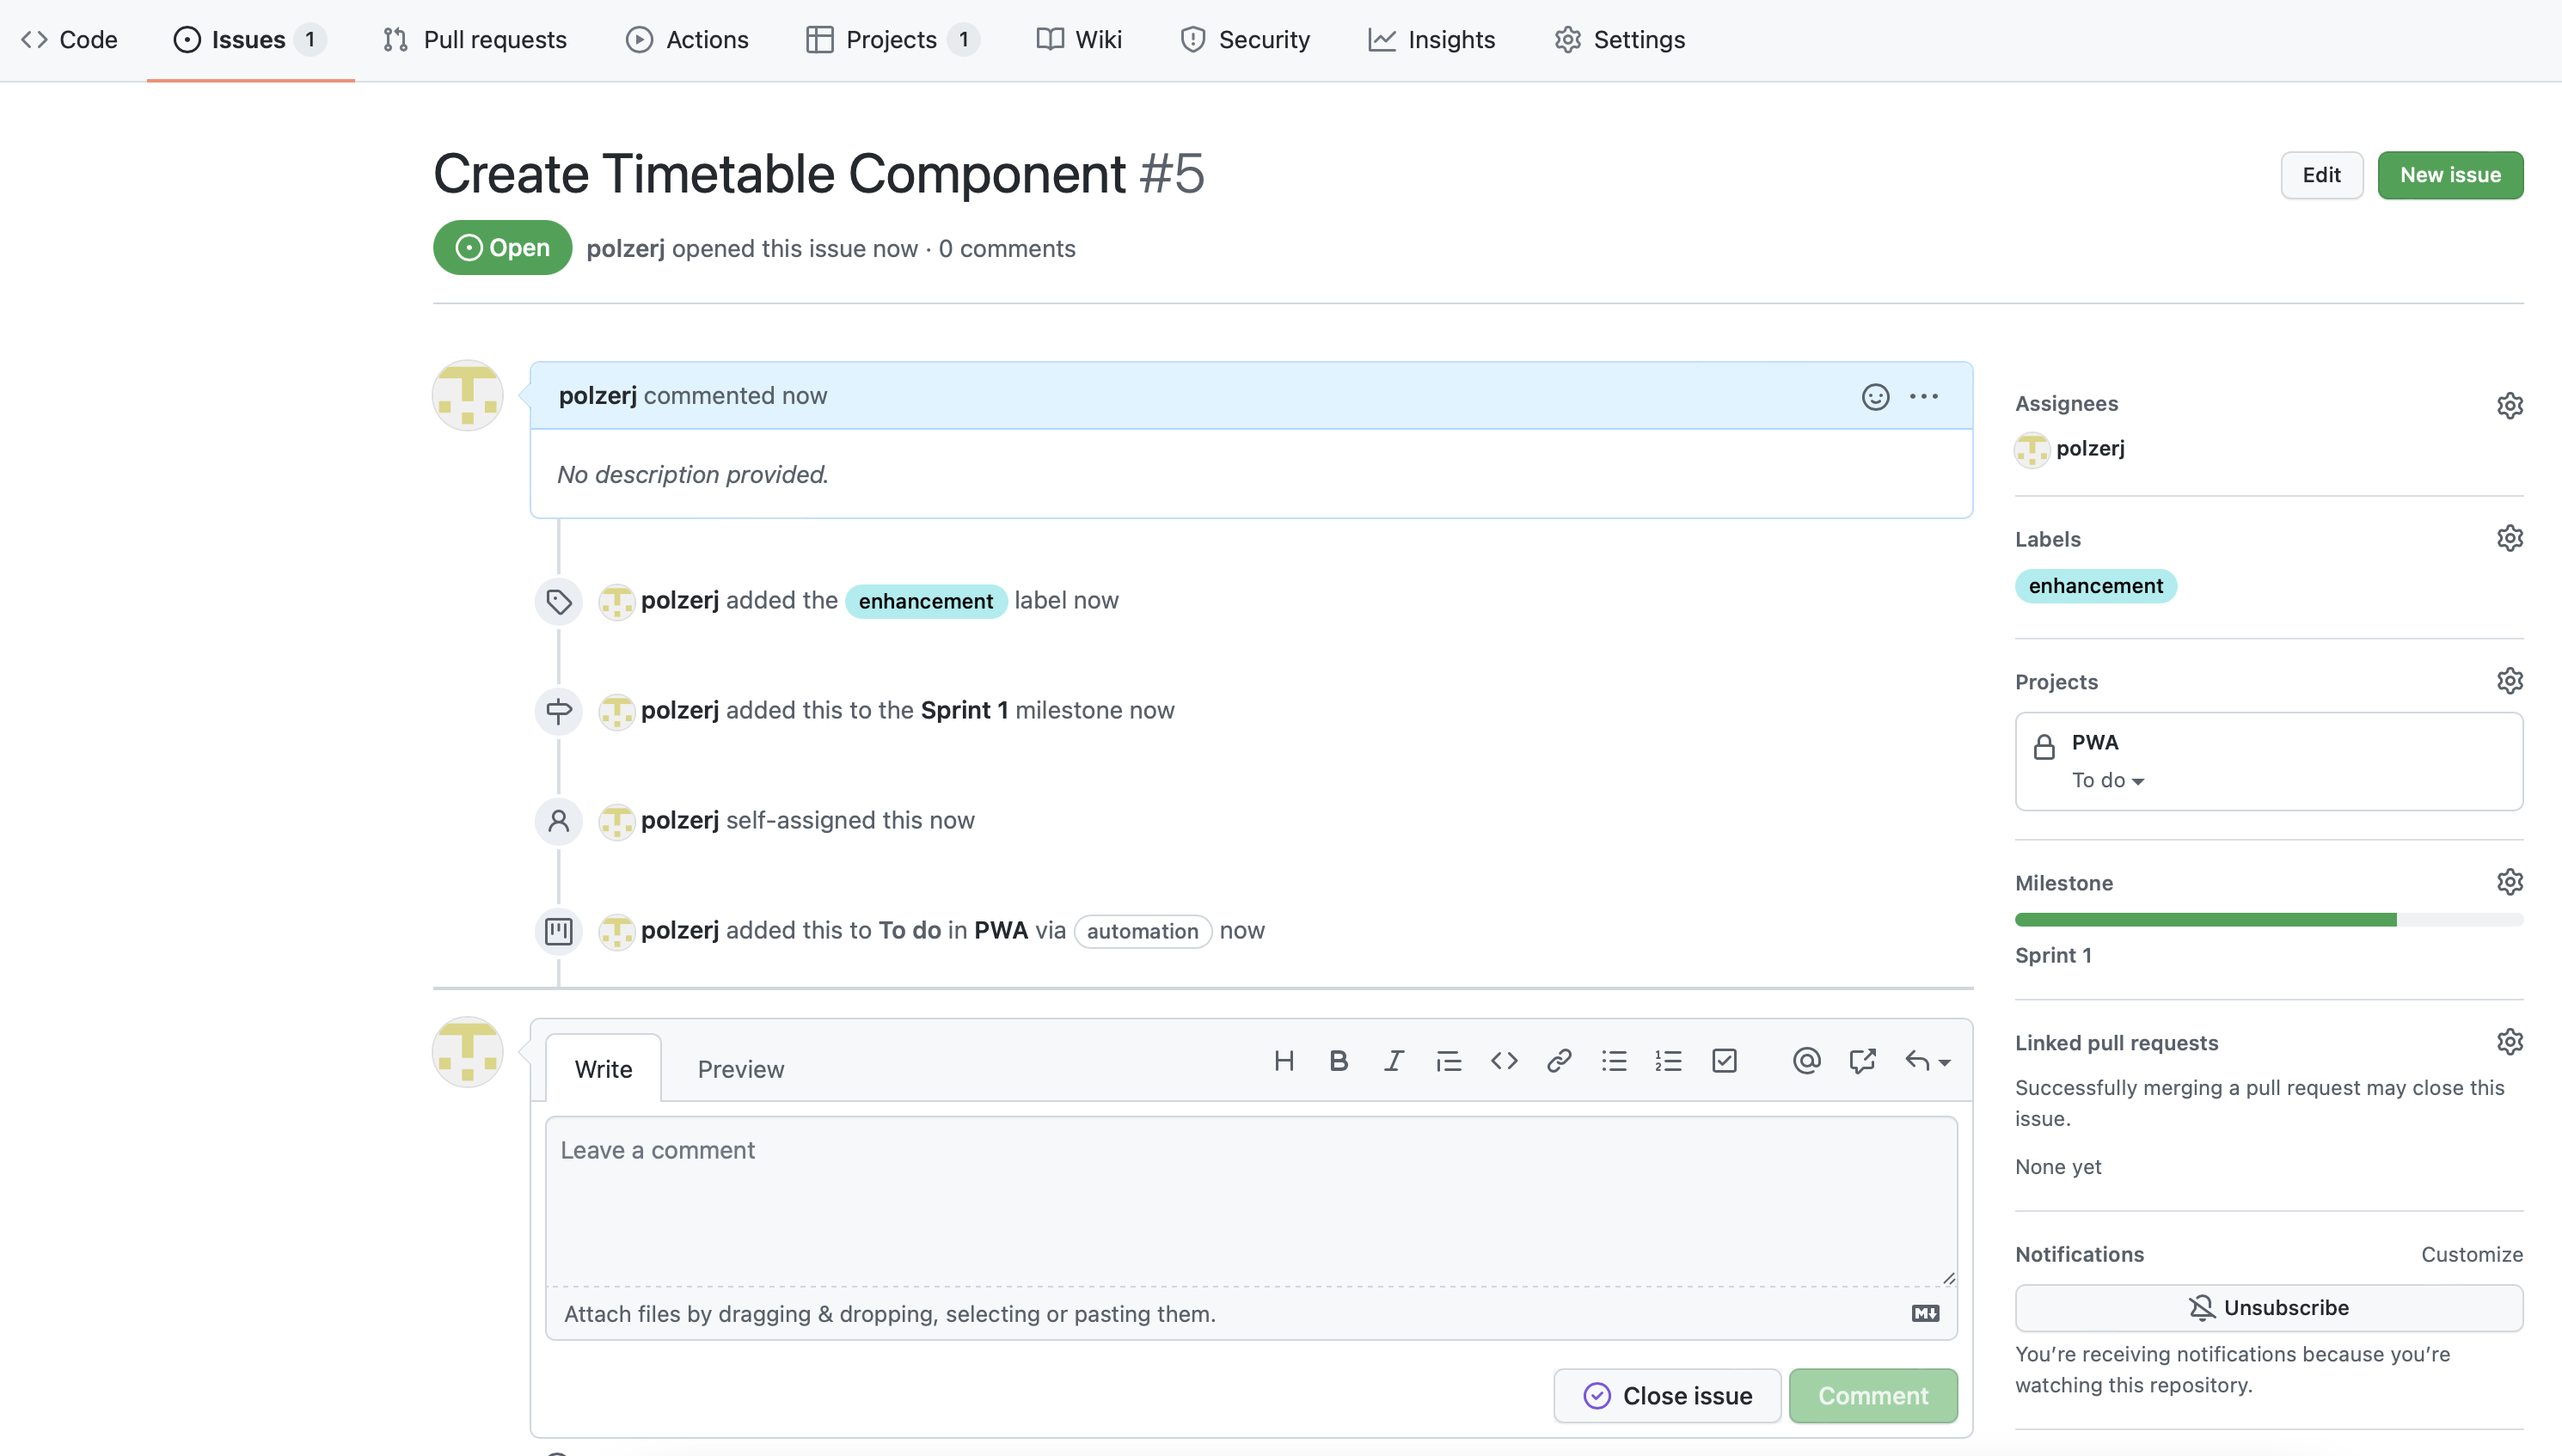 Code Issues 1 Pull requests Actions Projects 1 Wiki Security Insights Settings
Create Timetable Component #5
Edit New issue
Open polzerj opened this issue now · 0 comments
polzerj commented now
No description provided.
polzerj added the enhancement label now
polzerj added this to the Sprint 1 milestone now
polzerj self-assigned this now
polzerj added this to To do in PWA via automation now
Write Preview
Leave a comment
Attach files by dragging & dropping, selecting or pasting them.
Close issue Comment
Assignees
polzerj
Labels
enhancement
Projects
PWA
To do
Milestone
Sprint 1
Linked pull requests
Successfully merging a pull request may close this
issue.
None yet
Notifications Customize
Unsubscribe
You’re receiving notifications because you’re
watching this repository.